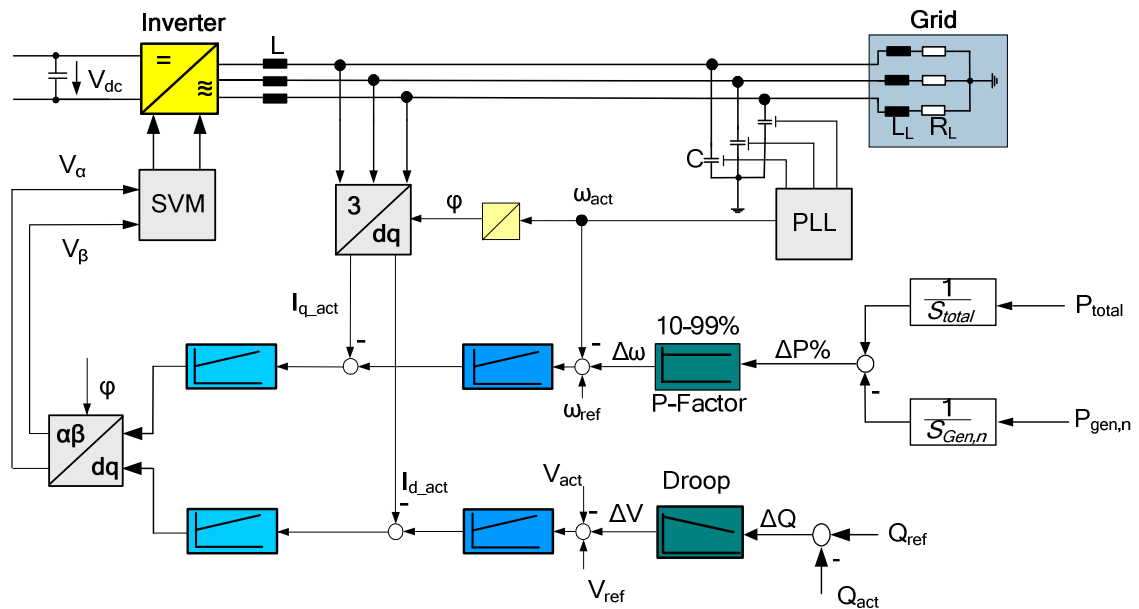 Inverter
L
Grid
=
≋
V_dc
L_L
R_L
C
V_α
SVM
V_β
3
dq
φ
ω_act
PLL
I_q_act
-
10-99%
Δω
-
ω_ref
P-Factor
ΔP%
-
1
S_total
P_total
1
S_Gen,n
P_gen,n
φ
αβ
dq
I_d_act
-
V_act
-
ΔV
V_ref
Droop
ΔQ
Q_ref
-
Q_act